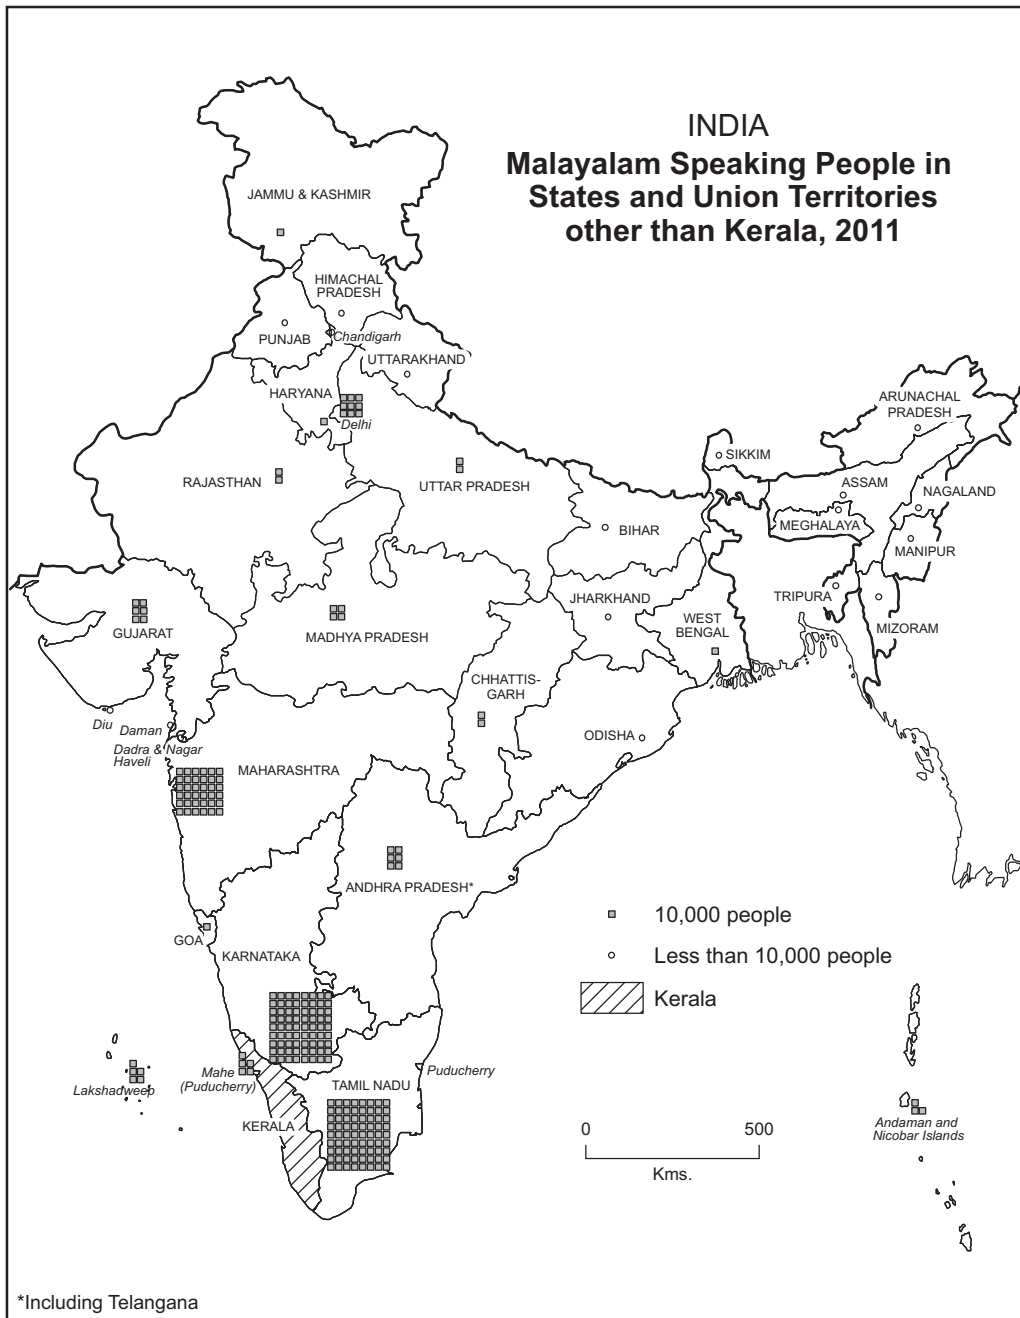 INDIA
Malayalam Speaking People in
States and Union Territories
other than Kerala, 2011
JAMMU & KASHMIR
HIMACHAL
PRADESH
PUNJAB
Chandigarh
UTTARAKHAND
HARYANA
Delhi
ARUNACHAL
PRADESH
SIKKIM
RAJASTHAN
UTTAR PRADESH
ASSAM
NAGALAND
BIHAR
MEGHALAYA
MANIPUR
JHARKHAND
TRIPURA
GUJARAT
MADHYA PRADESH
WEST
BENGAL
MIZORAM
CHHATTIS-
GARH
Diu
Daman
Dadra & Nagar
Haveli
ODISHA
MAHARASHTRA
ANDHRA PRADESH*
10,000 people
GOA
KARNATAKA
Less than 10,000 people
Kerala
Lakshadweep
Mahe
(Puducherry)
Puducherry
TAMIL NADU
KERALA
Andaman and
Nicobar Islands
0 500
Kms.
*Including Telangana